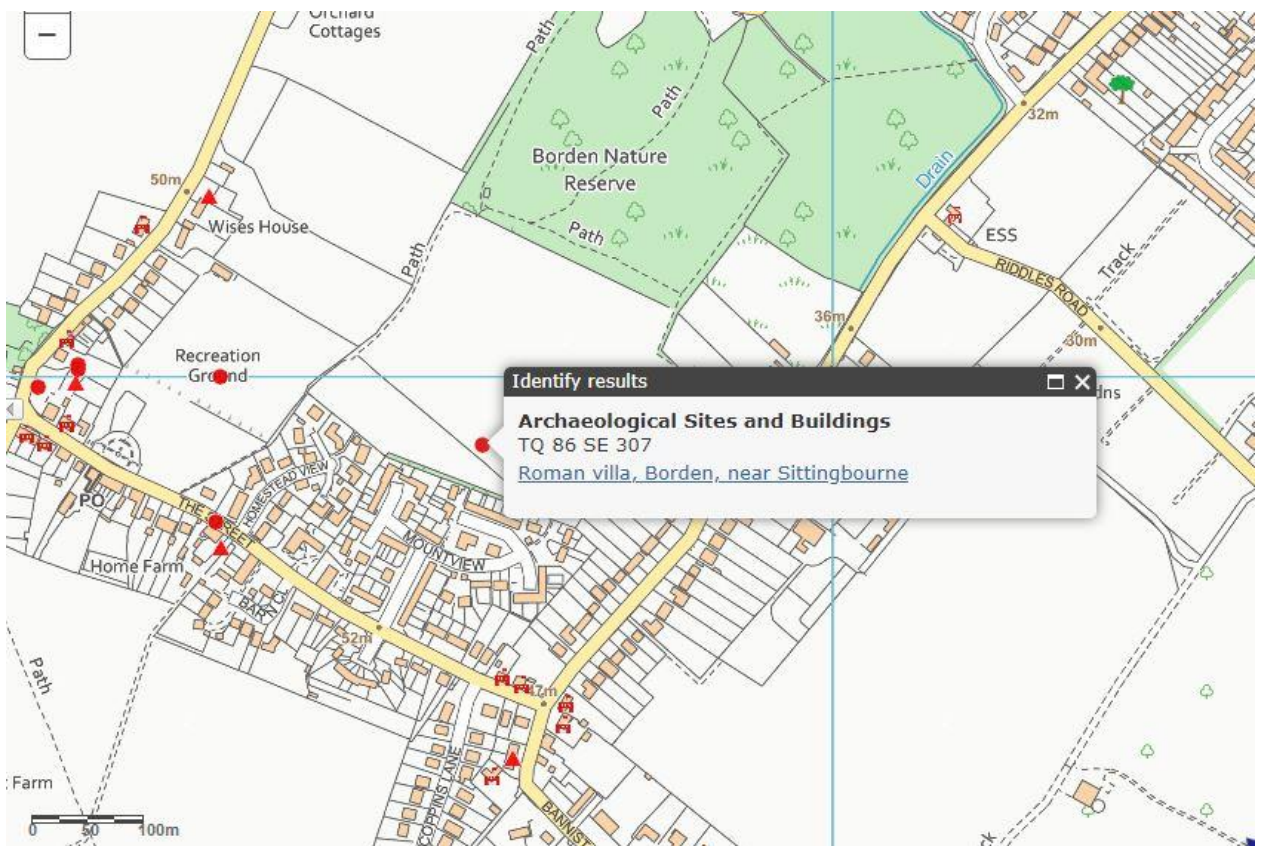 Orchard
Cottages
Path
Path
Borden Nature
Reserve
Path
Drain
32m
50m
Wises House
Path
ESS
Track
RIDDLES ROAD
36m
30m
Recreation
Ground
Identify results
Archaeological Sites and Buildings
TQ 86 SE 307
Roman villa, Borden, near Sittingbourne
dns
PO
THE STREET
HOMESTEAD VIEW
MOUNTVIEW
Home Farm
BARN CL
52m
Path
47m
COPPINS LANE
Farm
BANNIST
0 50 100m
ck